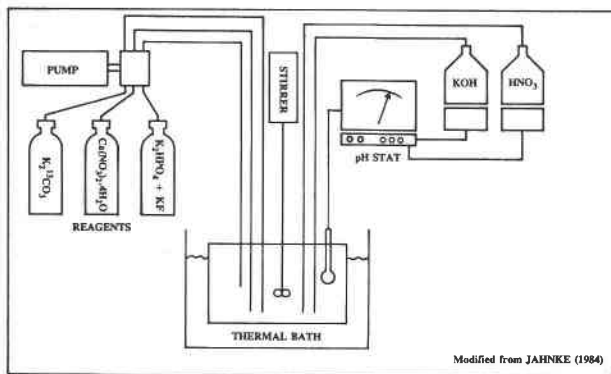 PUMP
STIRRER
KOH
HNO₃
pH STAT
K₂¹³CO₃
Ca(NO₃)₂·4H₂O
K₂HPO₄ + KF
REAGENTS
THERMAL BATH
Modified from JAHNKE (1984)